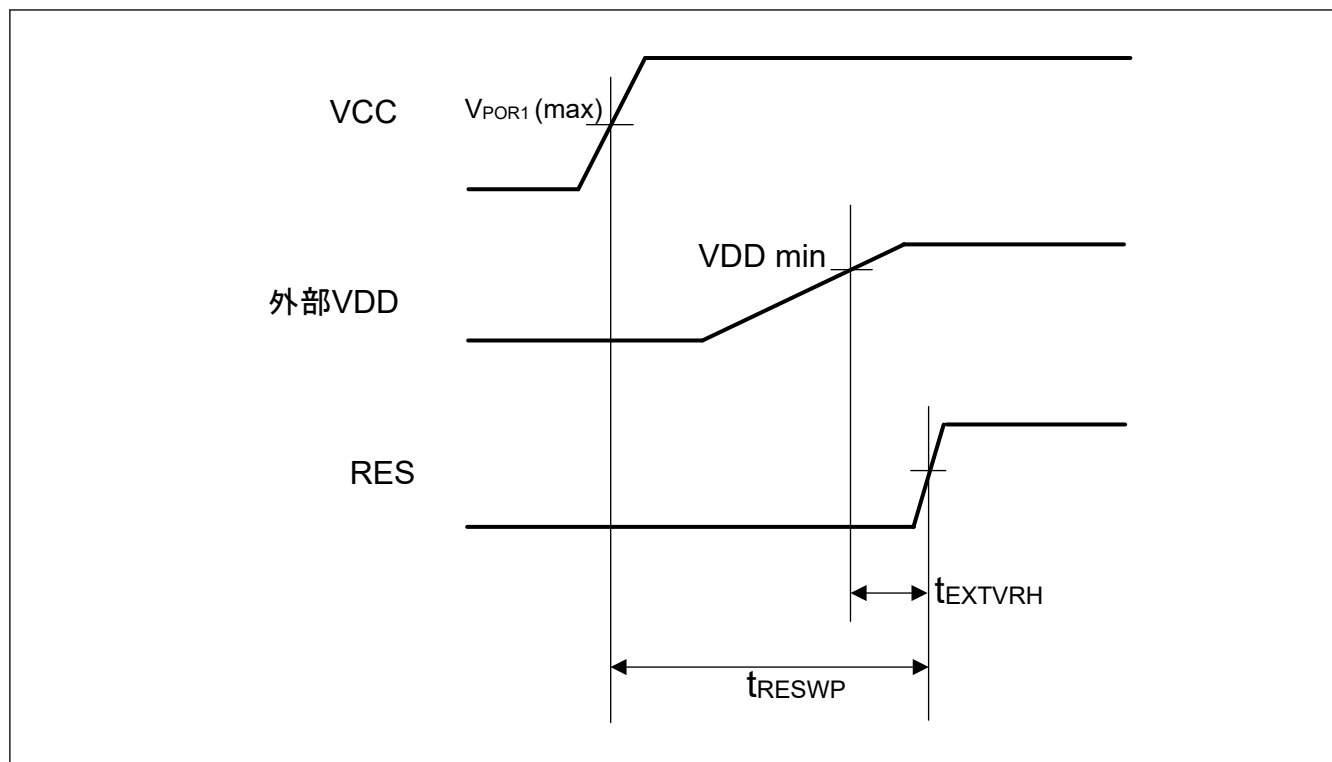 VCC
VPOR1 (max)
VDD min
外部VDD
RES
tEXTVRH
tRESWP